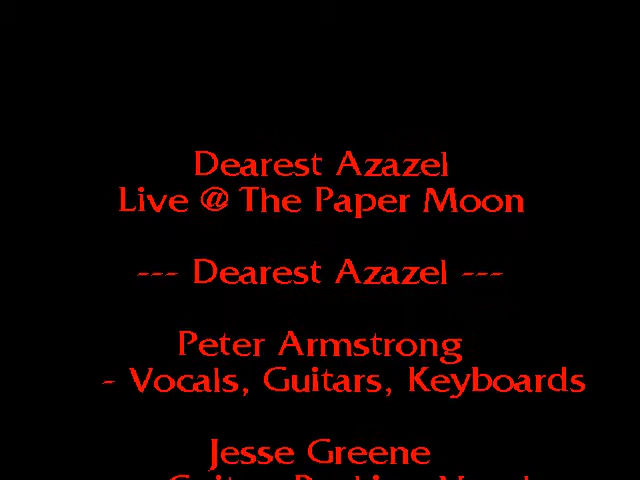 Dearest Azazel
Live @ The Paper Moon
--- Dearest Azazel ---
Peter Armstrong
- Vocals, Guitars, Keyboards
Jesse Greene